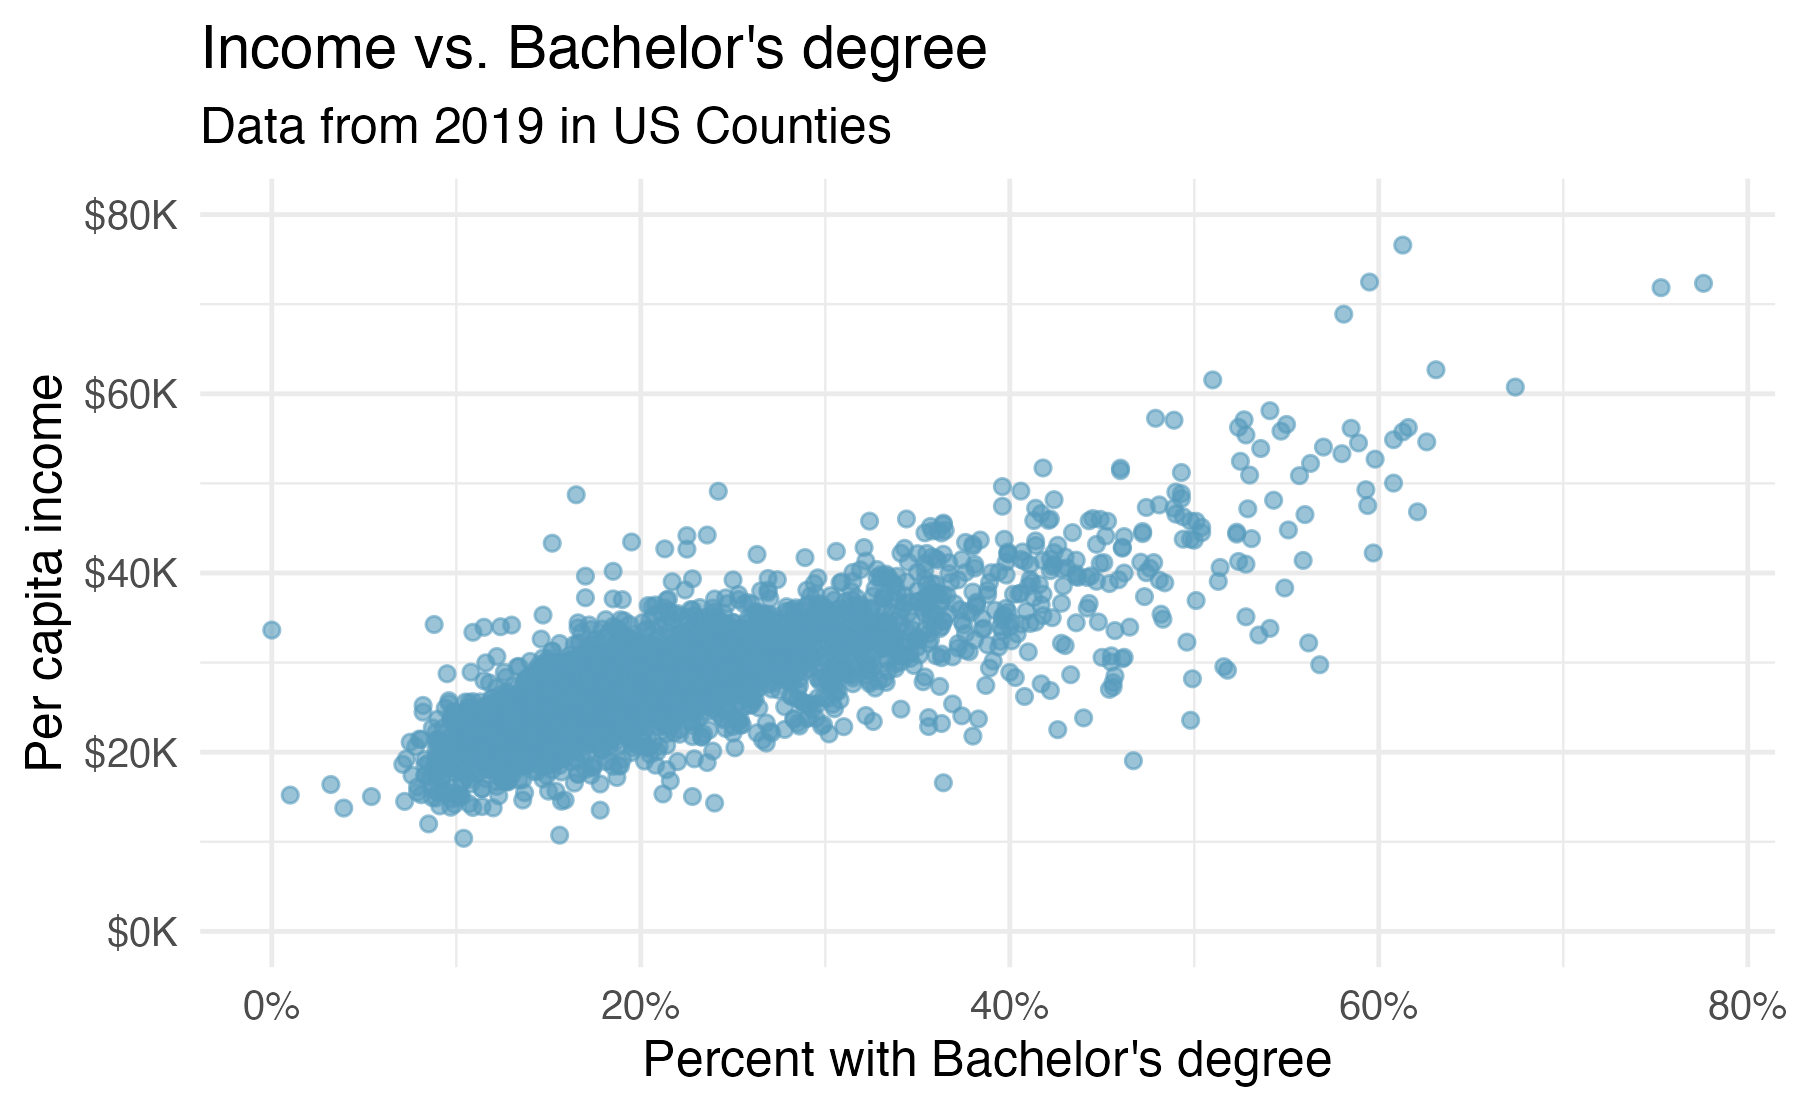 Income vs. Bachelor's degree
Data from 2019 in US Counties
$80K
$60K
$40K
$20K
$0K
Per capita income
0% 20% 40% 60% 80%
Percent with Bachelor's degree